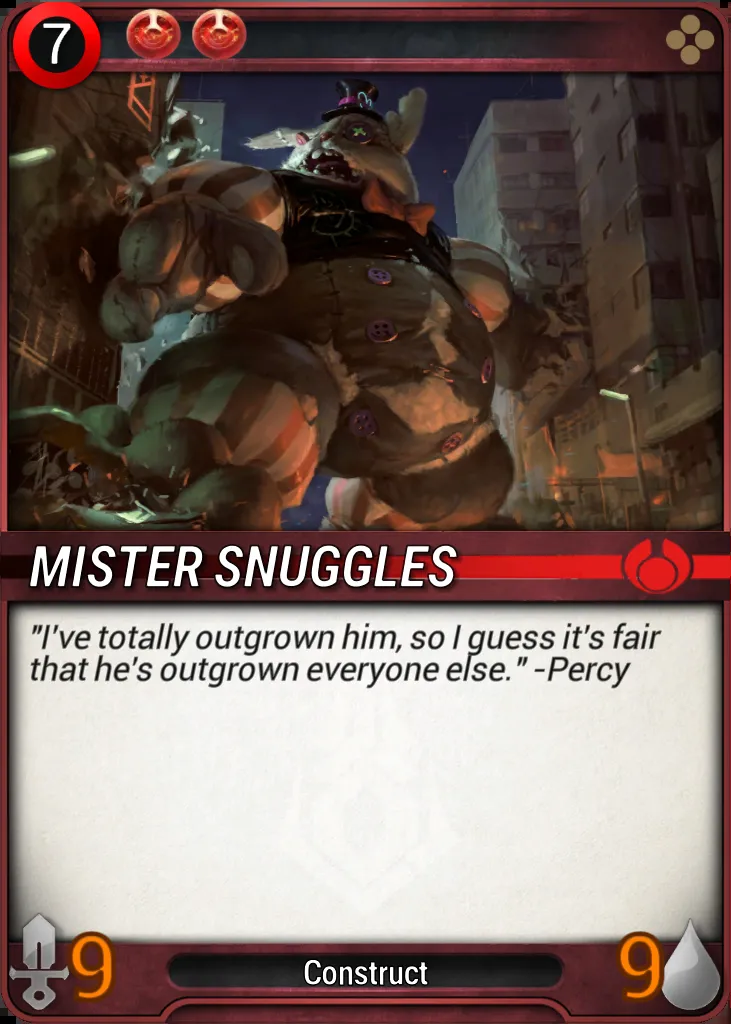 7
MISTER SNUGGLES
"I've totally outgrown him, so I guess it's fair
that he's outgrown everyone else." -Percy
9
Construct
9